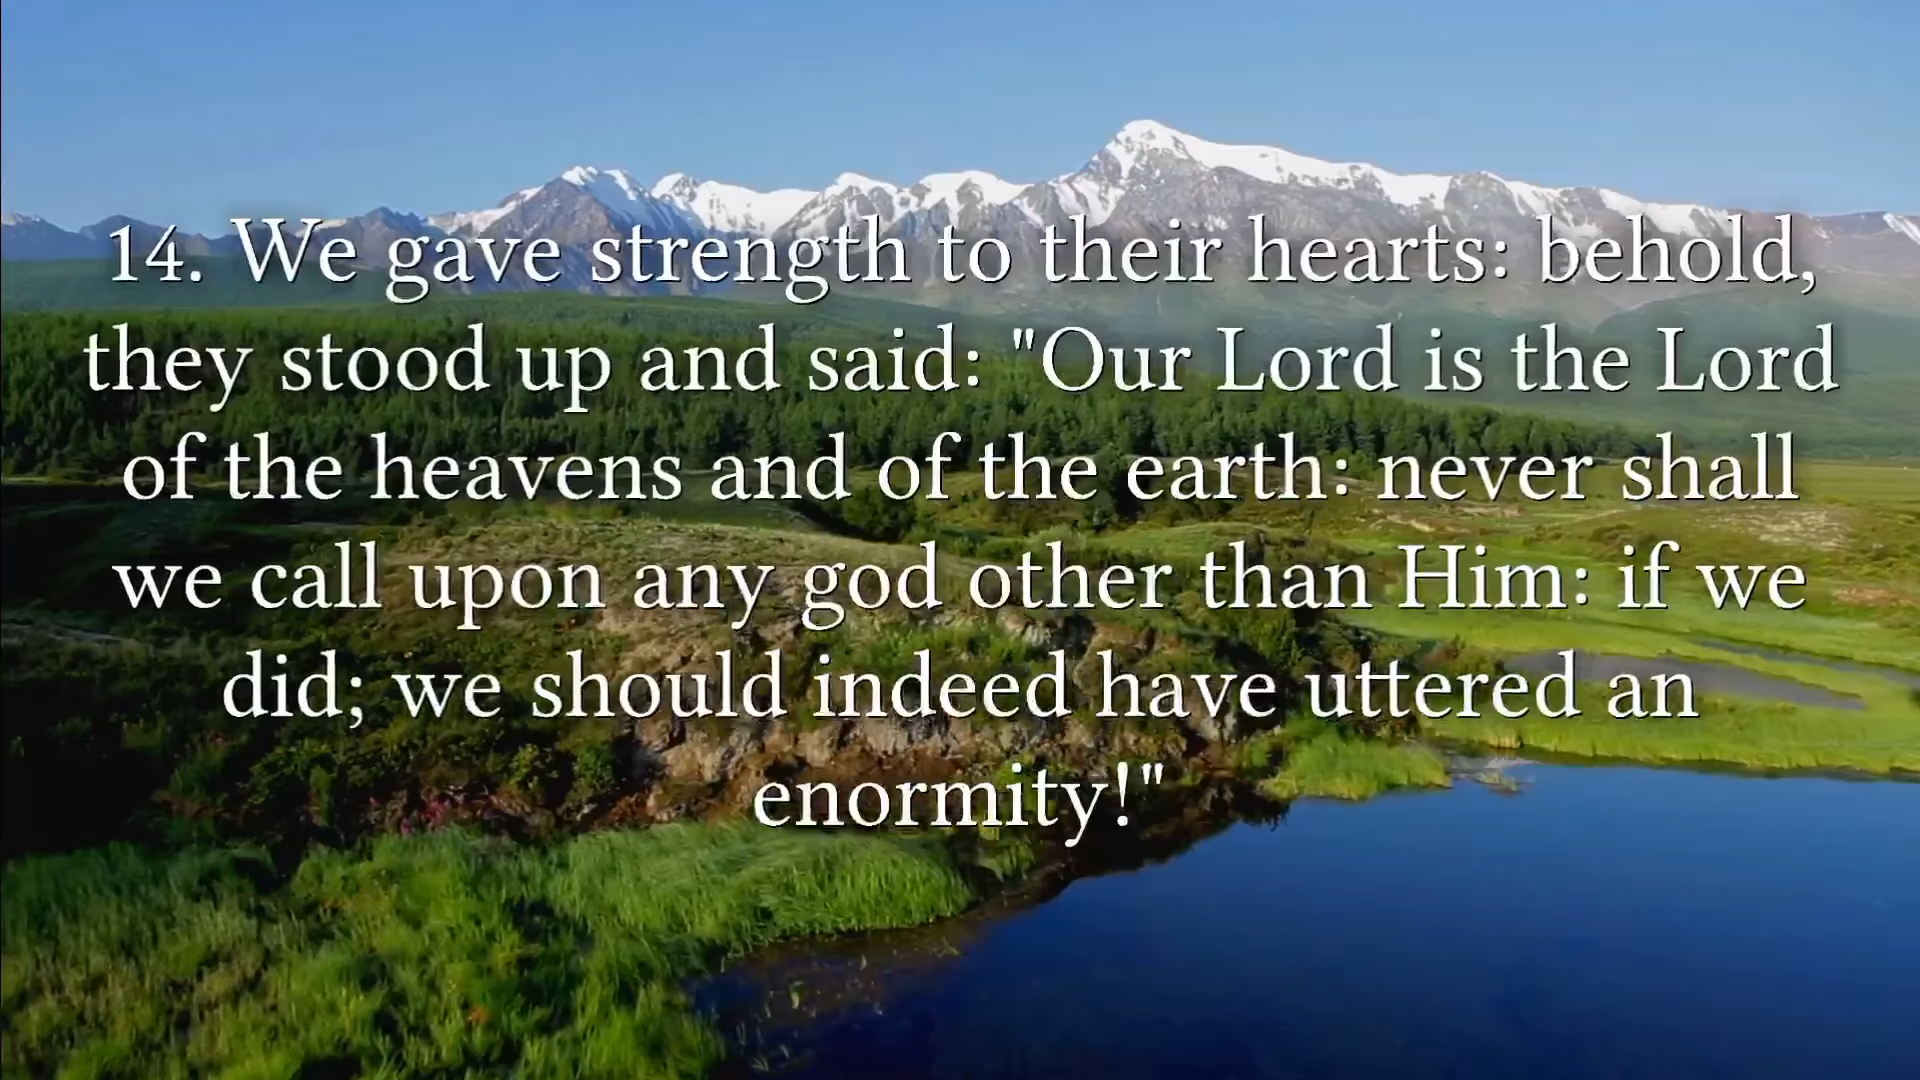 14. We gave strength to their hearts: behold,
they stood up and said: "Our Lord is the Lord
of the heavens and of the earth: never shall
we call upon any god other than Him: if we
did; we should indeed have uttered an
enormity!"